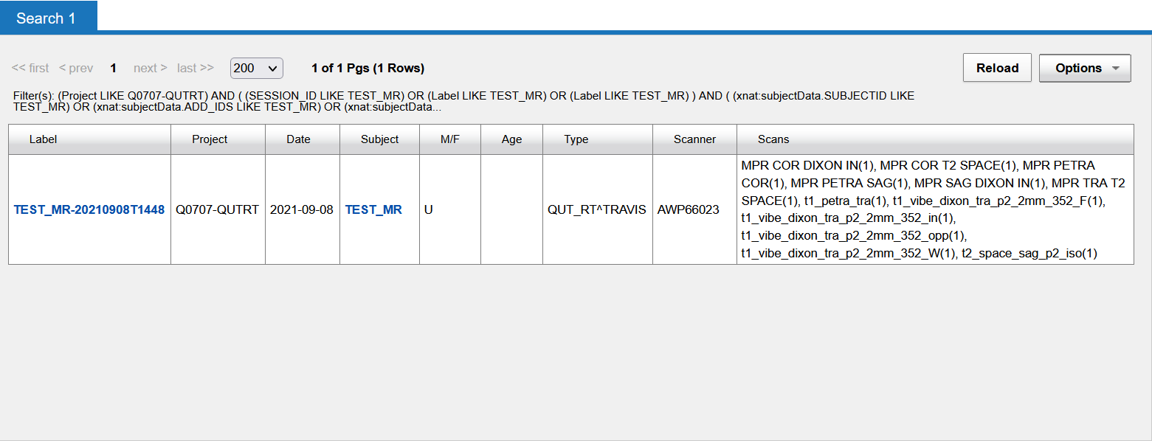 Search 1
<< first < prev 1 next > last >> 200 1 of 1 Pgs (1 Rows) Reload Options
Filter(s): (Project LIKE Q0707-QUTRT) AND ( (SESSION_ID LIKE TEST_MR) OR (Label LIKE TEST_MR) OR (Label LIKE TEST_MR) ) AND ( (xnat:subjectData.SUBJECTID LIKE
TEST_MR) OR (xnat:subjectData.ADD_IDS LIKE TEST_MR) OR (xnat:subjectData...
Label Project Date Subject M/F Age Type Scanner Scans
TEST_MR-20210908T1448 Q0707-QUTRT 2021-09-08 TEST_MR U QUT_RT^TRAVIS AWP66023
MPR COR DIXON IN(1), MPR COR T2 SPACE(1), MPR PETRA
COR(1), MPR PETRA SAG(1), MPR SAG DIXON IN(1), MPR TRA T2
SPACE(1), t1_petra_tra(1), t1_vibe_dixon_tra_p2_2mm_352_F(1),
t1_vibe_dixon_tra_p2_2mm_352_in(1),
t1_vibe_dixon_tra_p2_2mm_352_opp(1),
t1_vibe_dixon_tra_p2_2mm_352_W(1), t2_space_sag_p2_iso(1)